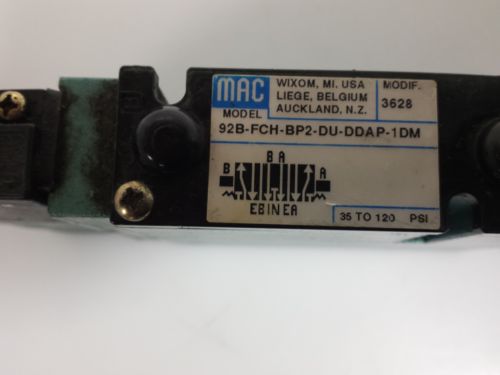 MAC
WIXOM, MI. USA
LIEGE, BELGIUM
AUCKLAND, N.Z.
MODIF.
3628
MODEL
92B-FCH-BP2-DU-DDAP-1DM
B A
B A
EB IN EA
35 TO 120 PSI